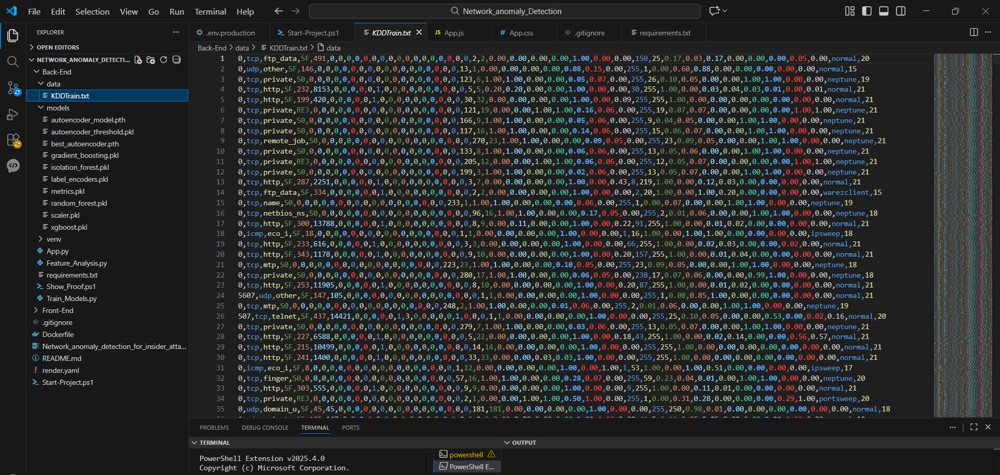 File Edit Selection View Go Run Terminal Help
Network_anomaly_Detection
EXPLORER
OPEN EDITORS
NETWORK_ANOMALY_DETECTI...
Back-End
data
KDDTrain.txt
models
autoencoder_model.pth
autoencoder_threshold.pkl
best_autoencoder.pth
gradient_boosting.pkl
isolation_forest.pkl
label_encoders.pkl
metrics.pkl
random_forest.pkl
scaler.pkl
xgboost.pkl
venv
App.py
Feature_Analysis.py
requirements.txt
Show_Proof.ps1
Train_Models.py
Front-End
.gitignore
Dockerfile
Network_anomaly_detection_for_insider_atta...
README.md
render.yaml
Start-Project.ps1
.env.production Start-Project.ps1 KDDTrain.txt JS App.js # App.css .gitignore requirements.txt
Back-End > data > KDDTrain.txt > data
1 0,tcp,ftp_data,SF,491,0,0,0,0,0,0,0,0,0,0,0,0,0,0,0,0,0,2,2,0.00,0.00,0.00,0.00,1.00,0.00,0.00,150,25,0.17,0.03,0.17,0.00,0.00,0.00,0.05,0.00,normal,20
2 0,udp,other,SF,146,0,0,0,0,0,0,0,0,0,0,0,0,0,0,0,0,0,13,1,0.00,0.00,0.00,0.00,0.08,0.15,0.00,255,1,0.00,0.60,0.88,0.00,0.00,0.00,0.00,0.00,normal,15
3 0,tcp,private,S0,0,0,0,0,0,0,0,0,0,0,0,0,0,0,0,0,0,0,123,6,1.00,1.00,0.00,0.00,0.05,0.07,0.00,255,26,0.10,0.05,0.00,0.00,1.00,1.00,0.00,0.00,neptune,19
4 0,tcp,http,SF,232,8153,0,0,0,0,0,1,0,0,0,0,0,0,0,0,0,0,5,5,0.20,0.20,0.00,0.00,1.00,0.00,0.00,30,255,1.00,0.00,0.03,0.04,0.03,0.01,0.00,0.01,normal,21
5 0,tcp,http,SF,199,420,0,0,0,0,0,1,0,0,0,0,0,0,0,0,0,0,30,32,0.00,0.00,0.00,0.00,1.00,0.00,0.09,255,255,1.00,0.00,0.00,0.00,0.00,0.00,0.00,0.00,normal,21
6 0,tcp,private,REJ,0,0,0,0,0,0,0,0,0,0,0,0,0,0,0,0,0,0,121,19,0.00,0.00,1.00,1.00,0.16,0.06,0.00,255,19,0.07,0.07,0.00,0.00,0.00,0.00,1.00,1.00,neptune,21
7 0,tcp,private,S0,0,0,0,0,0,0,0,0,0,0,0,0,0,0,0,0,0,0,166,9,1.00,1.00,0.00,0.00,0.05,0.06,0.00,255,9,0.04,0.05,0.00,0.00,1.00,1.00,0.00,0.00,neptune,21
8 0,tcp,private,S0,0,0,0,0,0,0,0,0,0,0,0,0,0,0,0,0,0,0,117,16,1.00,1.00,0.00,0.00,0.14,0.06,0.00,255,15,0.06,0.07,0.00,0.00,1.00,1.00,0.00,0.00,neptune,21
9 0,tcp,remote_job,S0,0,0,0,0,0,0,0,0,0,0,0,0,0,0,0,0,0,0,270,23,1.00,1.00,0.00,0.00,0.09,0.05,0.00,255,23,0.09,0.05,0.00,0.00,1.00,1.00,0.00,0.00,neptune,21
10 0,tcp,private,S0,0,0,0,0,0,0,0,0,0,0,0,0,0,0,0,0,0,0,133,8,1.00,1.00,0.00,0.00,0.06,0.06,0.00,255,13,0.05,0.06,0.00,0.00,1.00,1.00,0.00,0.00,neptune,21
11 0,tcp,private,REJ,0,0,0,0,0,0,0,0,0,0,0,0,0,0,0,0,0,0,205,12,0.00,0.00,1.00,1.00,0.06,0.06,0.00,255,12,0.05,0.07,0.00,0.00,0.00,0.00,1.00,1.00,neptune,21
12 0,tcp,private,S0,0,0,0,0,0,0,0,0,0,0,0,0,0,0,0,0,0,0,199,3,1.00,1.00,0.00,0.00,0.02,0.06,0.00,255,13,0.05,0.07,0.00,0.00,1.00,1.00,0.00,0.00,neptune,21
13 0,tcp,http,SF,287,2251,0,0,0,0,0,1,0,0,0,0,0,0,0,0,0,0,3,7,0.00,0.00,0.00,0.00,1.00,0.00,0.43,8,219,1.00,0.00,0.12,0.03,0.00,0.00,0.00,0.00,normal,21
14 0,tcp,ftp_data,SF,334,0,0,0,0,0,0,1,0,0,0,0,0,0,0,0,0,0,2,2,0.00,0.00,0.00,0.00,1.00,0.00,0.00,2,20,1.00,0.00,1.00,0.20,0.00,0.00,0.00,0.00,warezclient,15
15 0,tcp,name,S0,0,0,0,0,0,0,0,0,0,0,0,0,0,0,0,0,0,0,233,1,1.00,1.00,0.00,0.00,0.00,0.06,0.00,255,1,0.00,0.07,0.00,0.00,1.00,1.00,0.00,0.00,neptune,19
16 0,tcp,netbios_ns,S0,0,0,0,0,0,0,0,0,0,0,0,0,0,0,0,0,0,0,96,16,1.00,1.00,0.00,0.00,0.17,0.05,0.00,255,2,0.01,0.06,0.00,0.00,1.00,1.00,0.00,0.00,neptune,18
17 0,tcp,http,SF,300,13788,0,0,0,0,0,1,0,0,0,0,0,0,0,0,0,0,8,9,0.00,0.11,0.00,0.00,1.00,0.00,0.22,91,255,1.00,0.00,0.01,0.02,0.00,0.00,0.00,0.00,normal,21
18 0,icmp,eco_i,SF,18,0,0,0,0,0,0,0,0,0,0,0,0,0,0,0,0,0,1,1,0.00,0.00,0.00,0.00,1.00,0.00,0.00,1,16,1.00,0.00,1.00,1.00,0.00,0.00,0.00,0.00,ipsweep,18
19 0,tcp,http,SF,233,616,0,0,0,0,0,1,0,0,0,0,0,0,0,0,0,0,3,3,0.00,0.00,0.00,0.00,1.00,0.00,0.00,66,255,1.00,0.00,0.02,0.03,0.00,0.00,0.02,0.00,normal,21
20 0,tcp,http,SF,343,1178,0,0,0,0,0,1,0,0,0,0,0,0,0,0,0,0,9,10,0.00,0.00,0.00,0.00,1.00,0.00,0.20,157,255,1.00,0.00,0.01,0.04,0.00,0.00,0.00,0.00,normal,21
21 0,tcp,mtp,S0,0,0,0,0,0,0,0,0,0,0,0,0,0,0,0,0,0,0,223,23,1.00,1.00,0.00,0.00,0.10,0.05,0.00,255,23,0.09,0.05,0.00,0.00,1.00,1.00,0.00,0.00,neptune,18
22 0,tcp,private,S0,0,0,0,0,0,0,0,0,0,0,0,0,0,0,0,0,0,0,280,17,1.00,1.00,0.00,0.00,0.06,0.05,0.00,238,17,0.07,0.06,0.00,0.00,0.99,1.00,0.00,0.00,neptune,18
23 0,tcp,http,SF,253,11905,0,0,0,0,0,1,0,0,0,0,0,0,0,0,0,0,8,10,0.00,0.00,0.00,0.00,1.00,0.00,0.20,87,255,1.00,0.00,0.01,0.02,0.00,0.00,0.00,0.00,normal,21
24 5607,udp,other,SF,147,105,0,0,0,0,0,0,0,0,0,0,0,0,0,0,0,0,1,1,0.00,0.00,0.00,0.00,1.00,0.00,0.00,255,1,0.00,0.85,1.00,0.00,0.00,0.00,0.00,0.00,normal,21
25 0,tcp,mtp,S0,0,0,0,0,0,0,0,0,0,0,0,0,0,0,0,0,0,0,248,2,1.00,1.00,0.00,0.00,0.01,0.06,0.00,255,2,0.01,0.06,0.00,0.00,1.00,1.00,0.00,0.00,neptune,19
26 507,tcp,telnet,SF,437,14421,0,0,0,0,0,1,3,0,0,0,0,0,1,0,0,0,1,1,0.00,0.00,0.00,0.00,1.00,0.00,0.00,255,25,0.10,0.05,0.00,0.00,0.53,0.00,0.02,0.16,normal,20
27 0,tcp,private,S0,0,0,0,0,0,0,0,0,0,0,0,0,0,0,0,0,0,0,279,7,1.00,1.00,0.00,0.00,0.03,0.06,0.00,255,13,0.05,0.07,0.00,0.00,1.00,1.00,0.00,0.00,neptune,21
28 0,tcp,http,SF,227,6588,0,0,0,0,0,1,0,0,0,0,0,0,0,0,0,0,5,22,0.00,0.00,0.00,0.00,1.00,0.00,0.18,43,255,1.00,0.00,0.02,0.14,0.00,0.00,0.56,0.57,normal,21
29 0,tcp,http,SF,215,10499,0,0,0,0,0,1,0,0,0,0,0,0,0,0,0,0,14,14,0.00,0.00,0.00,0.00,1.00,0.00,0.00,255,255,1.00,0.00,0.00,0.00,0.00,0.00,0.00,0.00,normal,21
30 0,tcp,http,SF,241,1400,0,0,0,0,0,1,0,0,0,0,0,0,0,0,0,0,33,33,0.00,0.00,0.03,0.03,1.00,0.00,0.00,255,255,1.00,0.00,0.00,0.00,0.00,0.00,0.00,0.00,normal,21
31 0,icmp,eco_i,SF,8,0,0,0,0,0,0,0,0,0,0,0,0,0,0,0,0,0,1,12,0.00,0.00,0.00,0.00,1.00,0.00,1.00,1,53,1.00,0.00,1.00,0.51,0.00,0.00,0.00,0.00,ipsweep,17
32 0,tcp,finger,S0,0,0,0,0,0,0,0,0,0,0,0,0,0,0,0,0,0,0,57,16,1.00,1.00,0.00,0.00,0.28,0.07,0.00,255,59,0.23,0.04,0.01,0.00,1.00,1.00,0.00,0.00,neptune,20
33 0,tcp,http,SF,303,555,0,0,0,0,0,1,0,0,0,0,0,0,0,0,0,0,9,9,0.00,0.00,0.00,0.00,1.00,0.00,0.00,9,255,1.00,0.00,0.11,0.01,0.00,0.00,0.00,0.00,normal,21
34 0,tcp,private,REJ,0,0,0,0,0,0,0,0,0,0,0,0,0,0,0,0,0,0,2,1,0.00,0.00,1.00,1.00,0.50,1.00,0.00,255,1,0.00,0.31,0.28,0.00,0.00,0.00,0.29,1.00,portsweep,20
35 0,udp,domain_u,SF,45,45,0,0,0,0,0,0,0,0,0,0,0,0,0,0,0,0,181,181,0.00,0.00,0.00,0.00,1.00,0.00,0.00,255,250,0.98,0.01,0.00,0.00,0.00,0.00,0.00,0.00,normal,18
PROBLEMS DEBUG CONSOLE TERMINAL PORTS
TERMINAL
OUTPUT
PowerShell Extension v2025.4.0
Copyright (c) Microsoft Corporation.
powershell
PowerShell E...